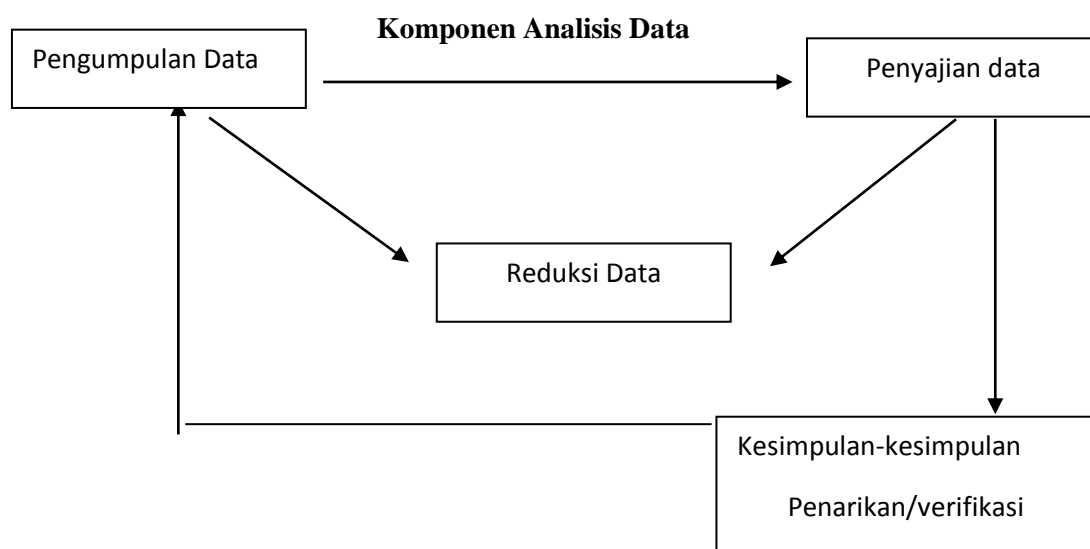 Komponen Analisis Data
Pengumpulan Data
Penyajian data
Reduksi Data
Kesimpulan-kesimpulan
Penarikan/verifikasi